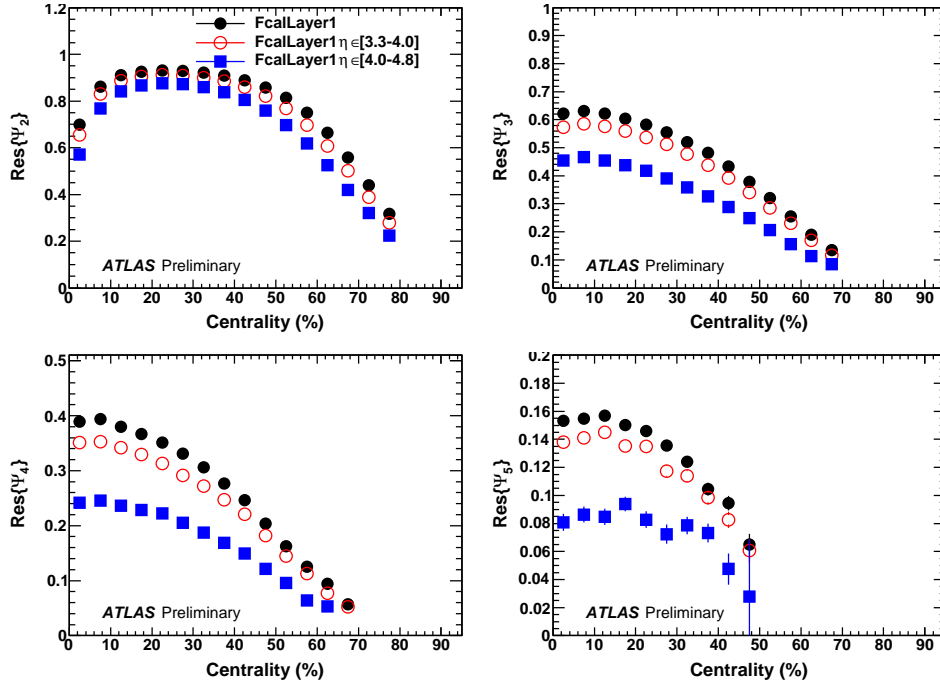 1.2
1
0.8
0.6
0.4
0.2
0
Res{Ψ2}
FcalLayer1
FcalLayer1 η ∈[3.3-4.0]
FcalLayer1 η ∈[4.0-4.8]
ATLAS Preliminary
0 10 20 30 40 50 60 70 80 90
Centrality (%)
1
0.9
0.8
0.7
0.6
0.5
0.4
0.3
0.2
0.1
0
Res{Ψ3}
ATLAS Preliminary
0 10 20 30 40 50 60 70 80 90
Centrality (%)
0.5
0.4
0.3
0.2
0.1
0
Res{Ψ4}
ATLAS Preliminary
0 10 20 30 40 50 60 70 80 90
Centrality (%)
0.2
0.18
0.16
0.14
0.12
0.1
0.08
0.06
0.04
0.02
0
Res{Ψ5}
ATLAS Preliminary
0 10 20 30 40 50 60 70 80 90
Centrality (%)